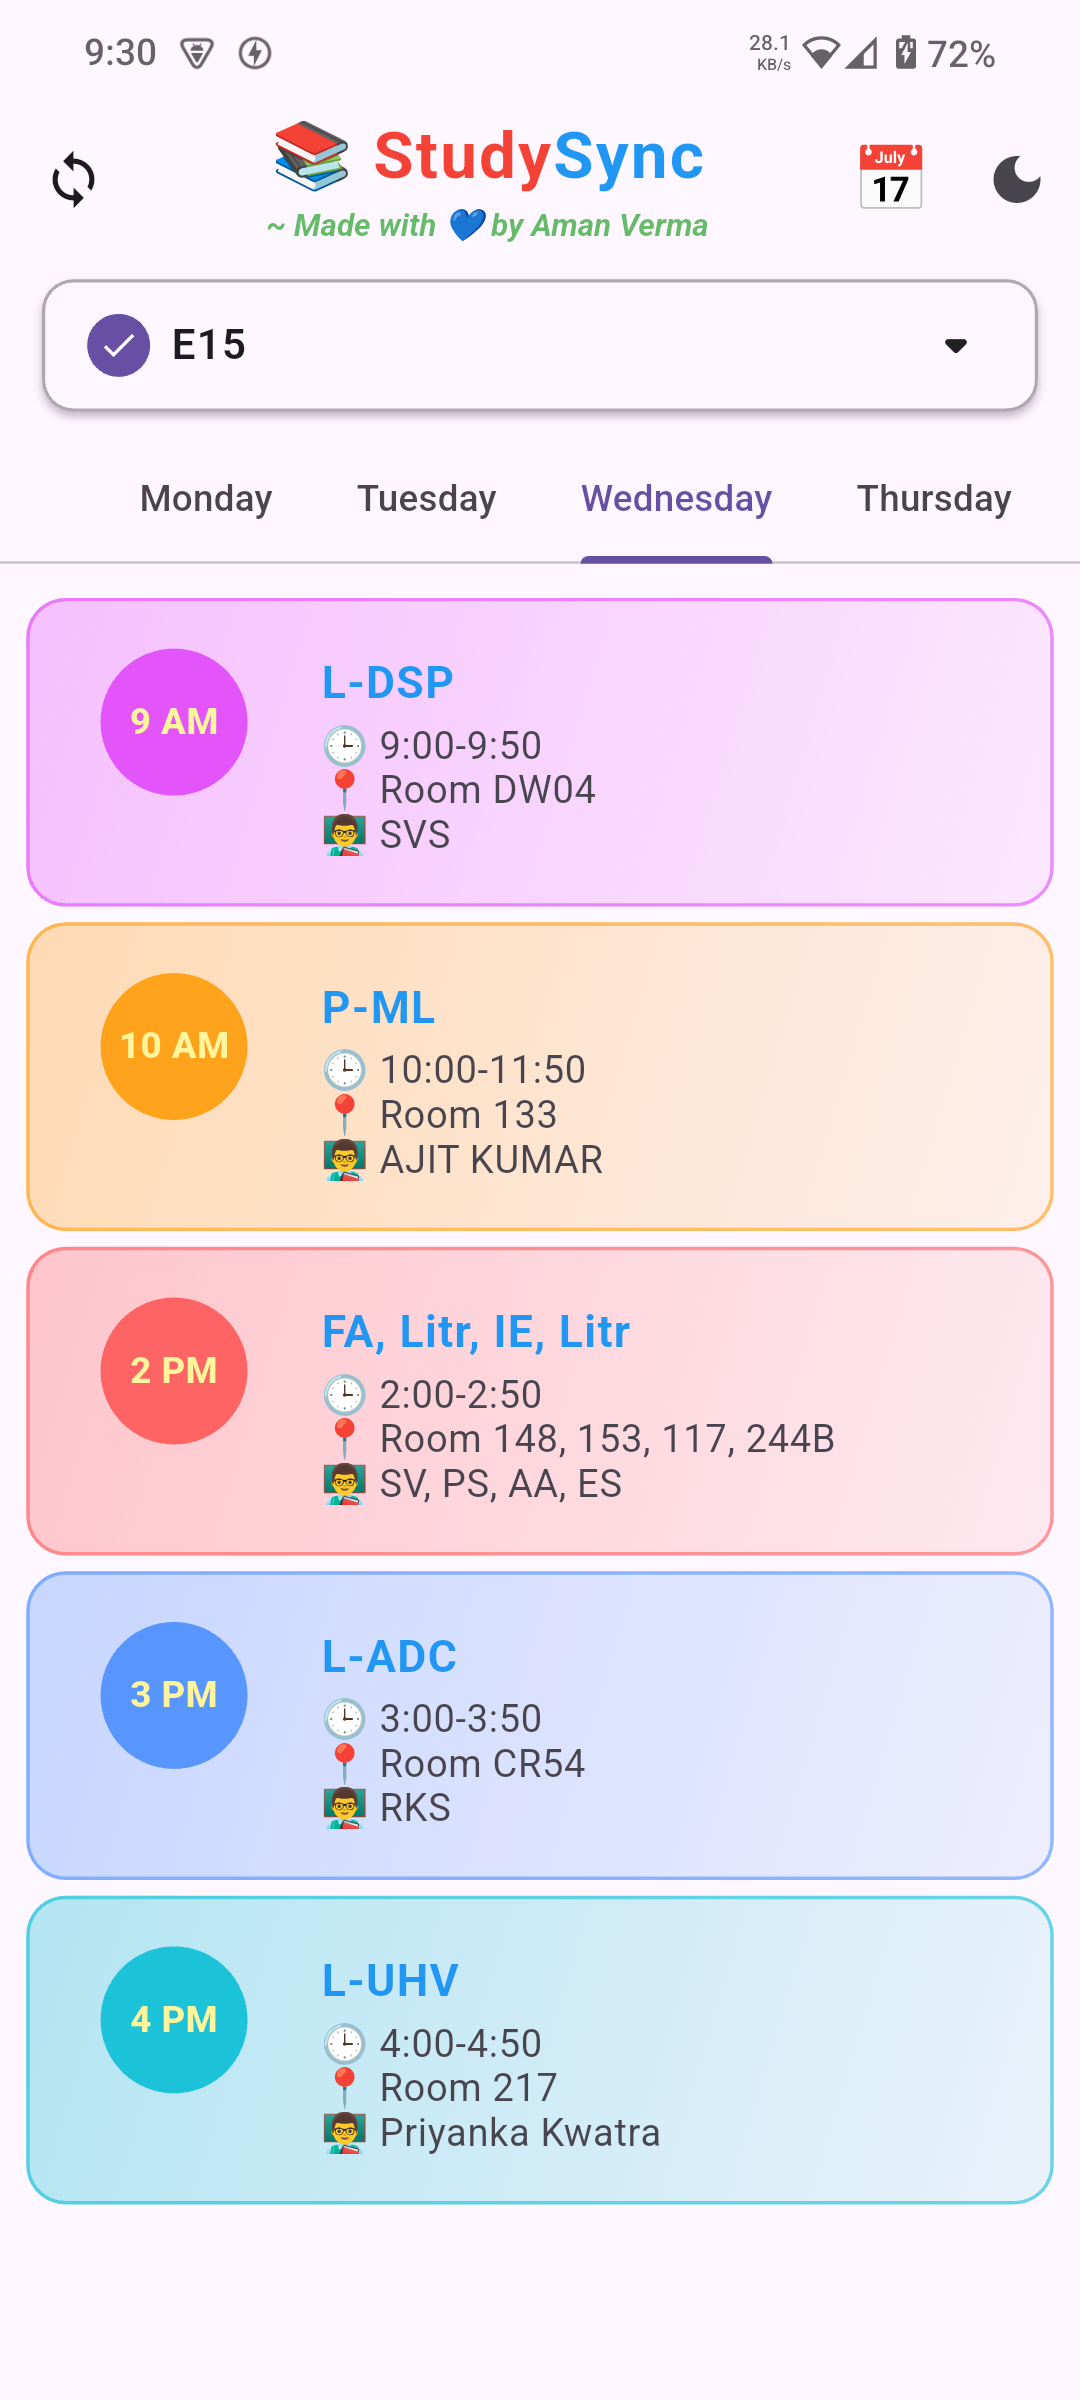 9:30
28.1
KB/s
72%
StudySync
~ Made with 💙 by Aman Verma
July
17
E15
Monday Tuesday Wednesday Thursday
9 AM
L-DSP
9:00-9:50
Room DW04
SVS
10 AM
P-ML
10:00-11:50
Room 133
AJIT KUMAR
2 PM
FA, Litr, IE, Litr
2:00-2:50
Room 148, 153, 117, 244B
SV, PS, AA, ES
3 PM
L-ADC
3:00-3:50
Room CR54
RKS
4 PM
L-UHV
4:00-4:50
Room 217
Priyanka Kwatra